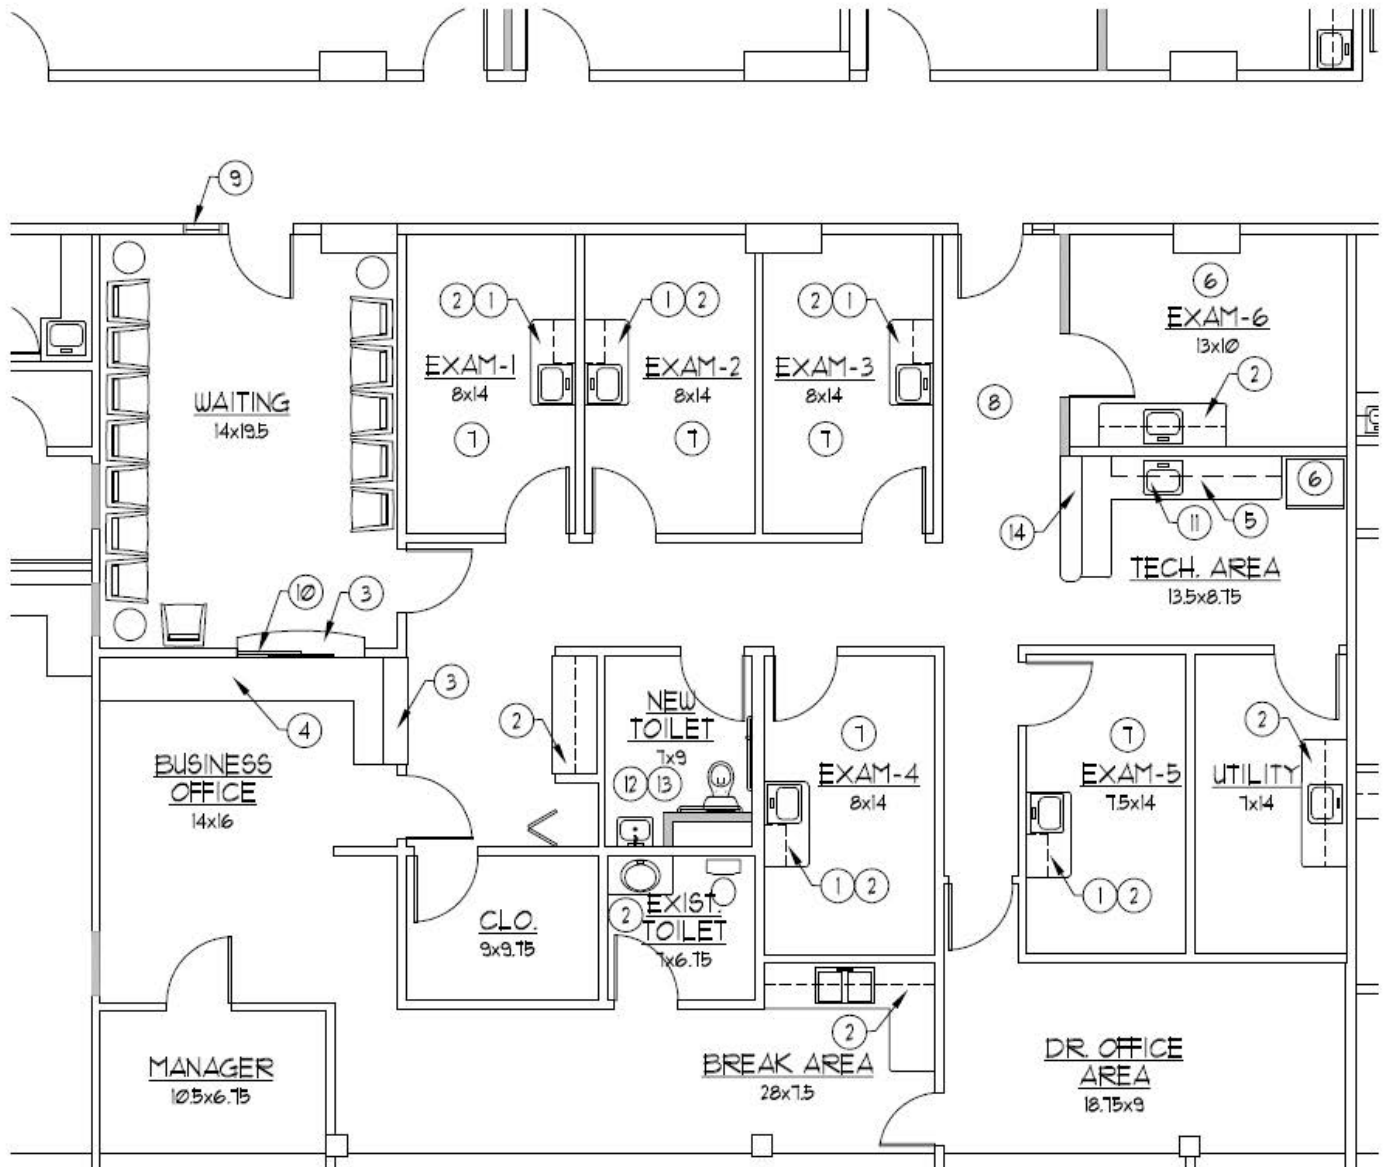 9
2 1
1 2
2 1
6
EXAM-6
13x10
EXAM-1
8x14
EXAM-2
8x14
EXAM-3
8x14
2
WAITING
14x19.5
8
7
7
7
6
14
11
5
TECH. AREA
13.5x8.75
10
3
3
4
2
NEW
TOILET
7x9
12 13
7
EXAM-4
8x14
7
EXAM-5
7.5x14
2
UTILITY
7x14
BUSINESS
OFFICE
14x16
1 2
1 2
CLO.
9x9.75
2
EXIST.
TOILET
7x6.75
2
MANAGER
10.5x6.75
BREAK AREA
28x7.5
DR. OFFICE
AREA
18.75x9